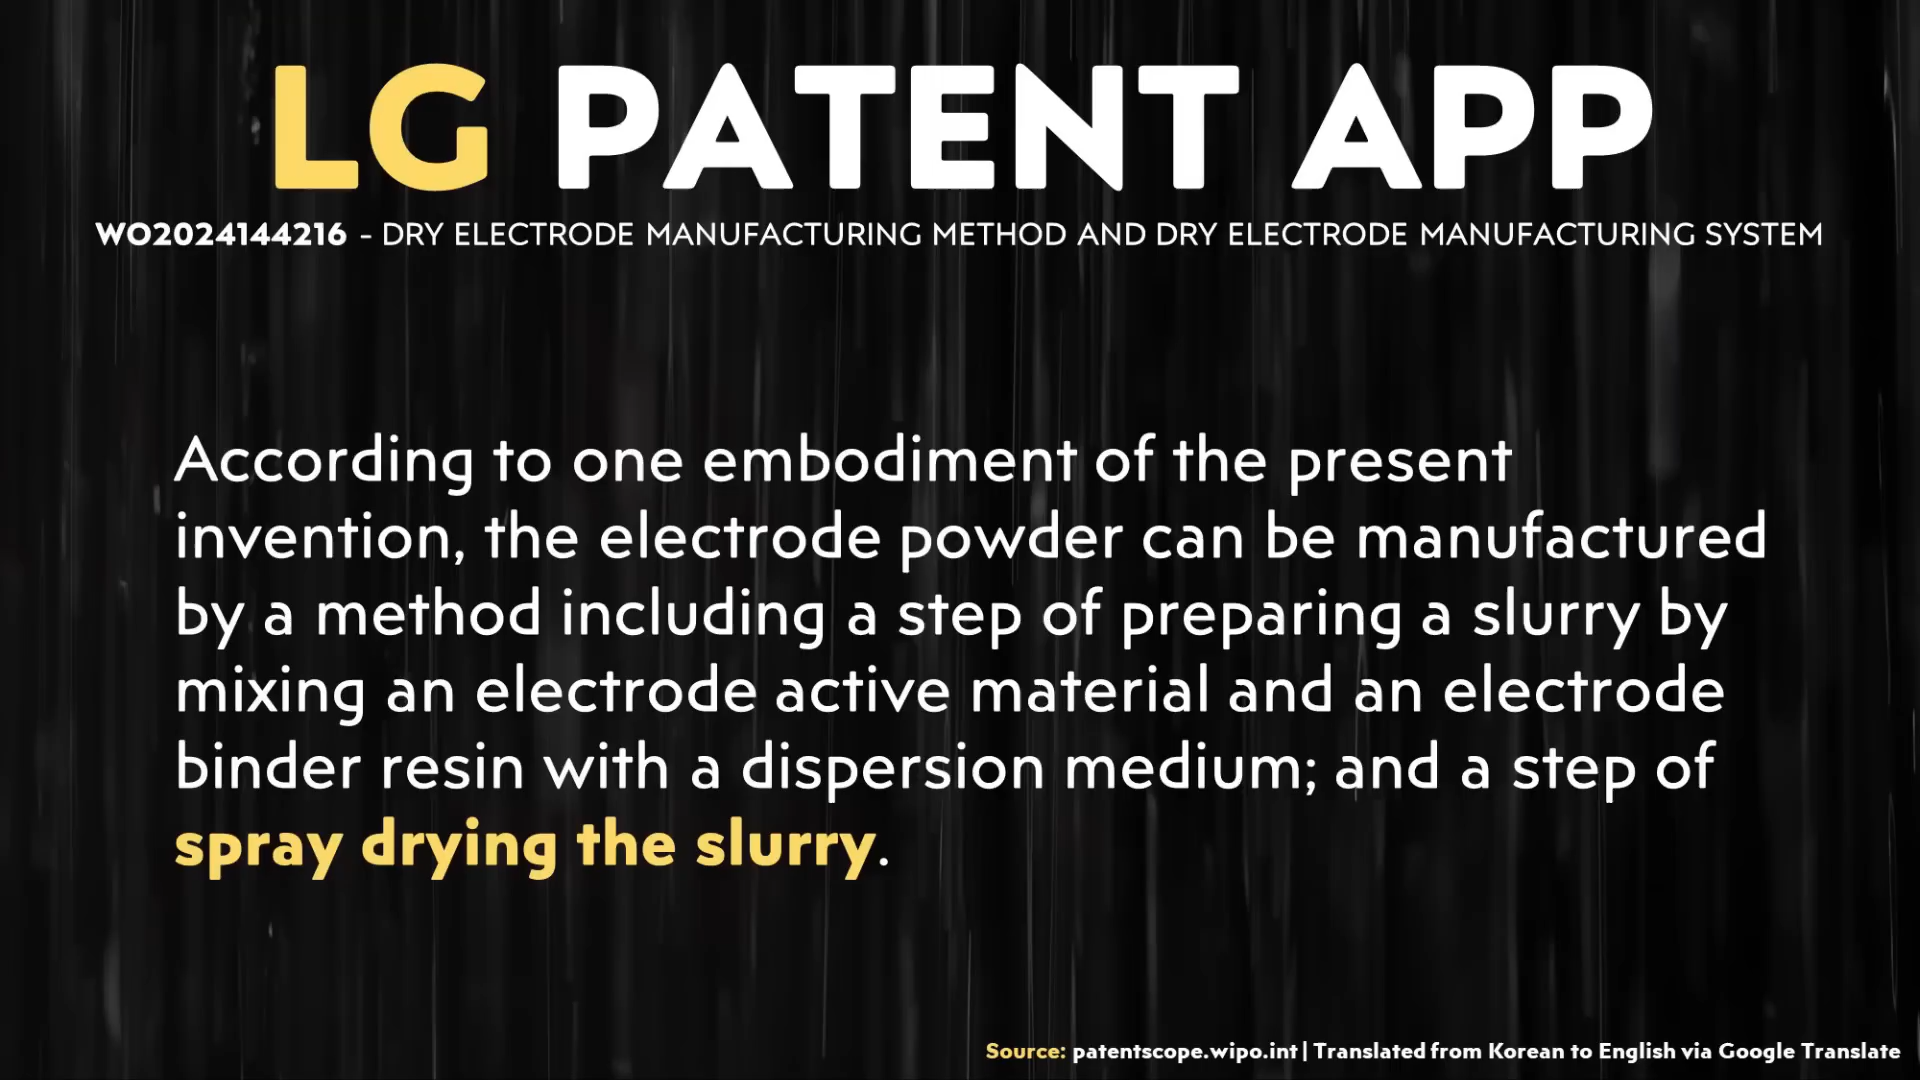 LG PATENT APP
WO2024144216 - DRY ELECTRODE MANUFACTURING METHOD AND DRY ELECTRODE MANUFACTURING SYSTEM
According to one embodiment of the present
invention, the electrode powder can be manufactured
by a method including a step of preparing a slurry by
mixing an electrode active material and an electrode
binder resin with a dispersion medium; and a step of
spray drying the slurry.
Source: patentscope.wipo.int | Translated from Korean to English via Google Translate